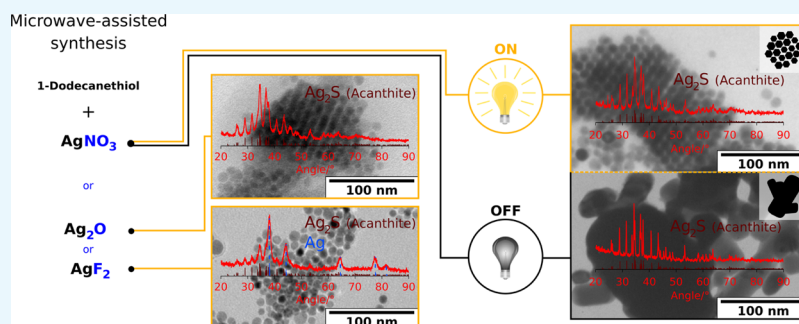 Microwave-assisted
synthesis
1-Dodecanethiol
+
AgNO3
or
Ag2O
or
AgF2
Ag2S (Acanthite)
20 30 40 50 60 70 80 90
Angle/°
100 nm
Ag2S (Acanthite)
Ag
20 30 40 50 60 70 80 90
Angle/°
100 nm
ON
OFF
Ag2S (Acanthite)
20 30 40 50 60 70 80 90
Angle/°
100 nm
Ag2S (Acanthite)
20 30 40 50 60 70 80 90
Angle/°
100 nm